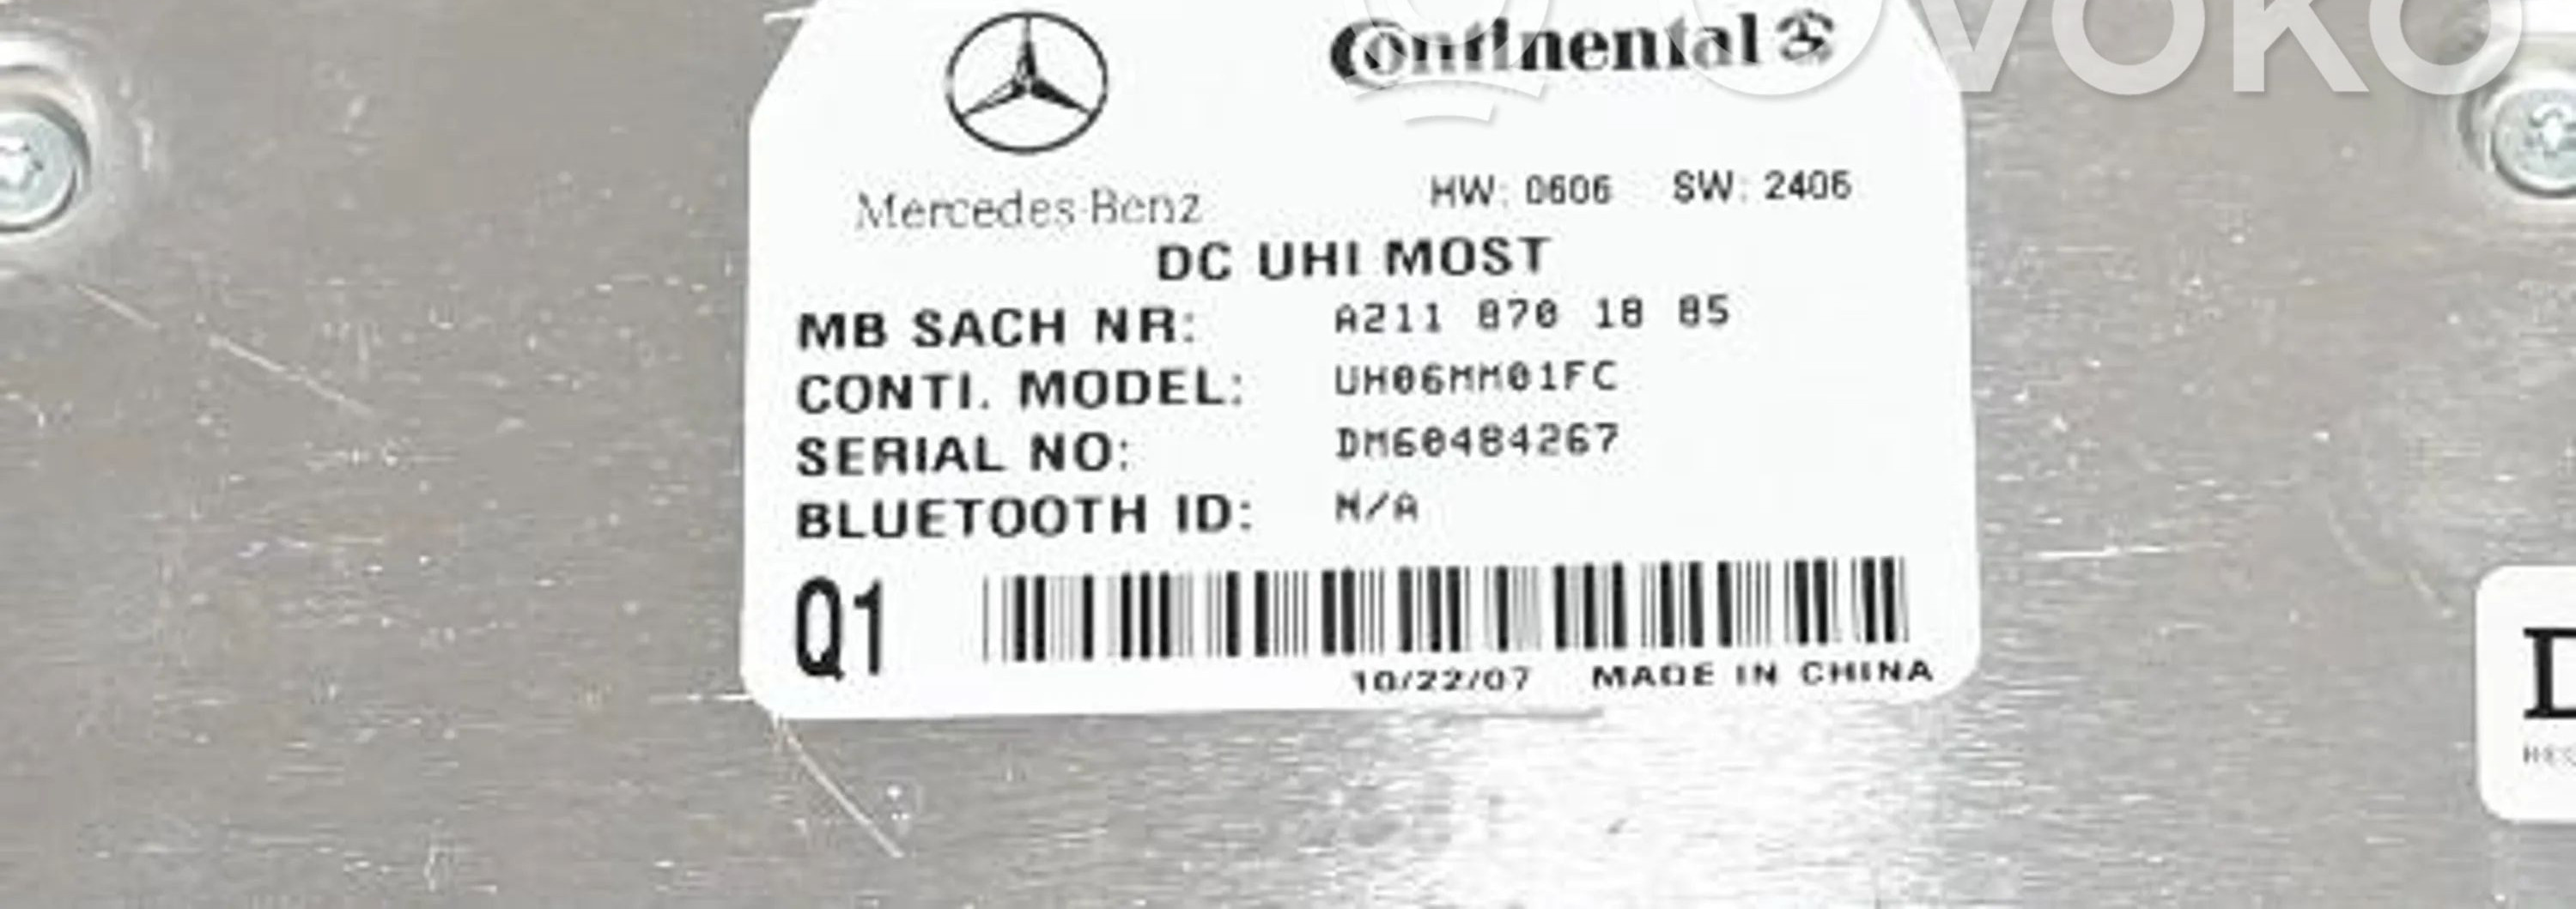 OVOKO
Continental
Mercedes-Benz
HW: 0606 SW: 2406
DC UHI MOST
MB SACH NR: A211 870 18 85
CONTI. MODEL: UH06MM01FC
SERIAL NO: DM60484267
BLUETOOTH ID: N/A
Q1
10/22/07 MADE IN CHINA